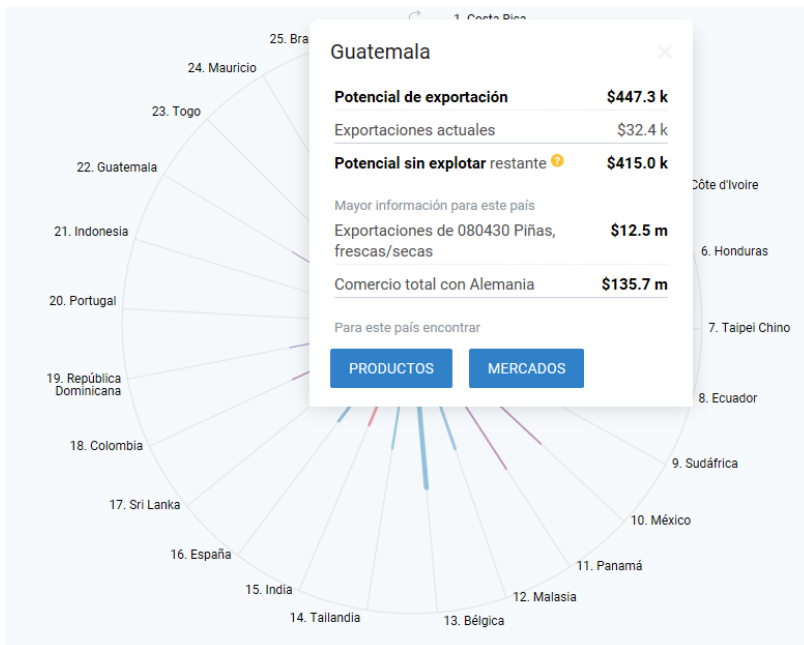 1. Costa Rica
25. Bra
24. Mauricio
23. Togo
22. Guatemala
21. Indonesia
20. Portugal
19. República
Dominicana
18. Colombia
17. Sri Lanka
16. España
15. India
14. Tailandia
13. Bélgica
12. Malasia
11. Panamá
10. México
9. Sudáfrica
8. Ecuador
7. Taipei Chino
6. Honduras
Côte d'Ivoire
Guatemala ×
Potencial de exportación $447.3 k
Exportaciones actuales $32.4 k
Potencial sin explotar restante ? $415.0 k
Mayor información para este país
Exportaciones de 080430 Piñas, $12.5 m
frescas/secas
Comercio total con Alemania $135.7 m
Para este país encontrar
PRODUCTOS MERCADOS